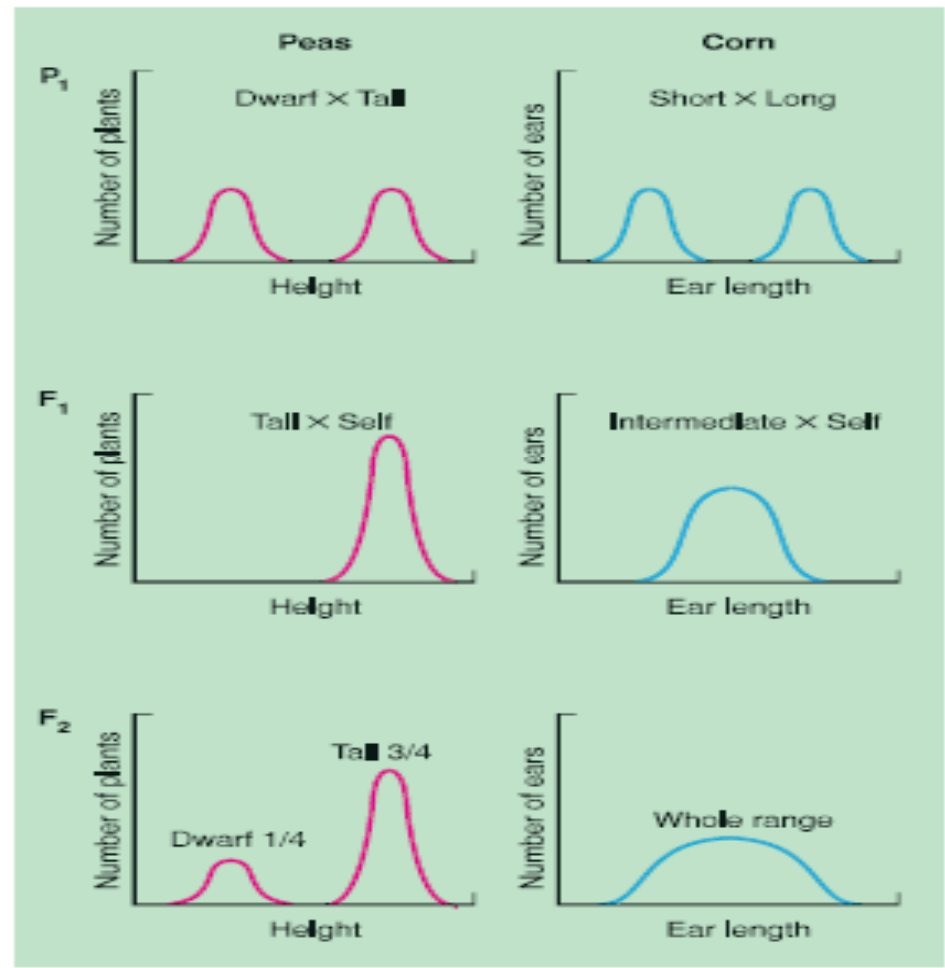 Peas
Corn
P1
Dwarf × Tall
Short × Long
Number of plants
Number of ears
Height
Ear length
F1
Tall × Self
Intermediate × Self
Number of plants
Number of ears
Height
Ear length
F2
Tall 3/4
Dwarf 1/4
Whole range
Number of plants
Number of ears
Height
Ear length